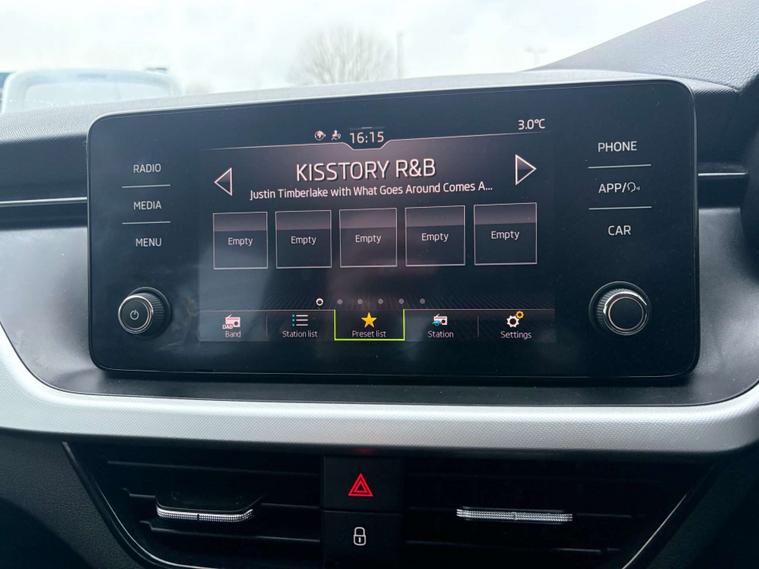 16:15
3.0°C
RADIO
MEDIA
MENU
KISSTORY R&B
Justin Timberlake with What Goes Around Comes A...
Empty Empty Empty Empty Empty
PHONE
APP/
CAR
DAB
Band Station list Preset list Station Settings